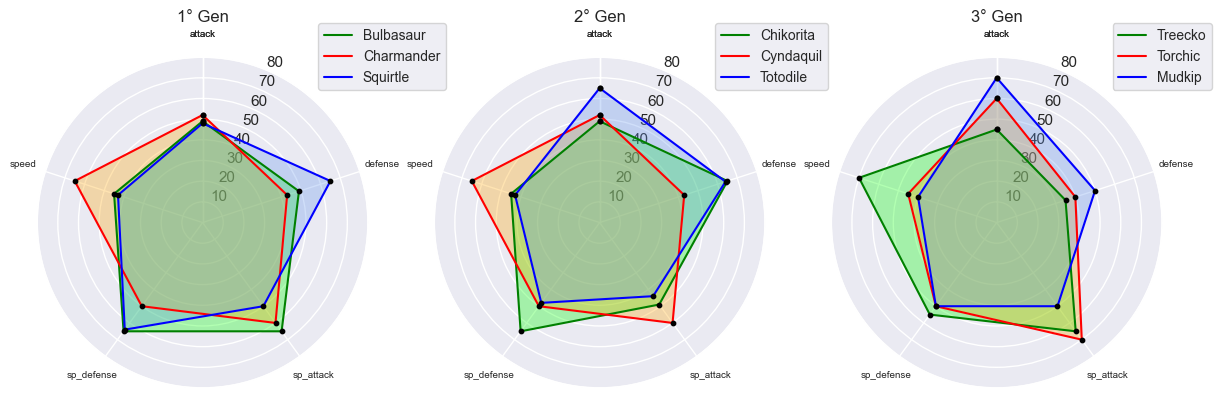 1° Gen
attack
Bulbasaur
Charmander
Squirtle
80
70
60
50
40
30
20
10
speed
defense
sp_defense
sp_attack
2° Gen
attack
Chikorita
Cyndaquil
Totodile
80
70
60
50
40
30
20
10
speed
defense
sp_defense
sp_attack
3° Gen
attack
Treecko
Torchic
Mudkip
80
70
60
50
40
30
20
10
speed
defense
sp_defense
sp_attack